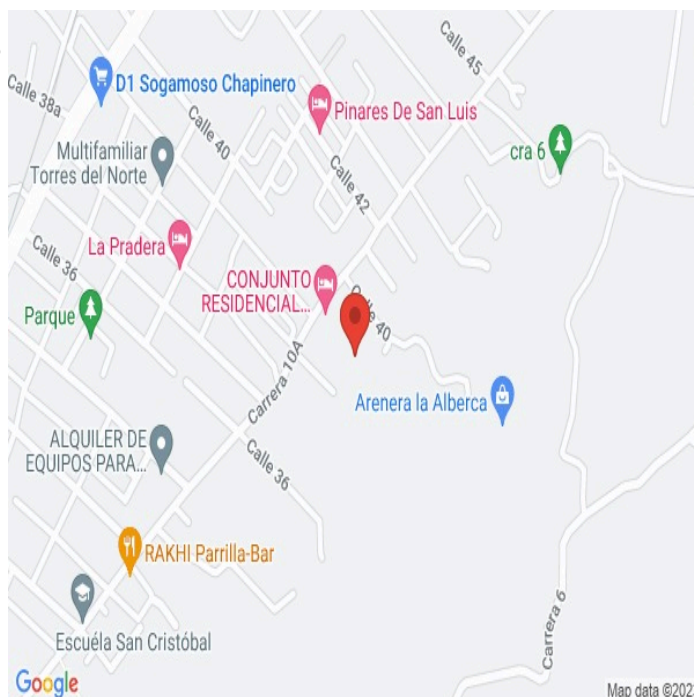 Calle 45
Calle 38a
D1 Sogamoso Chapinero
Pinares De San Luis
Calle 40
cra 6
Multifamiliar
Torres del Norte
Calle 42
La Pradera
Calle 36
CONJUNTO
RESIDENCIAL...
Calle 40
Parque
Carrera 10A
Arenera la Alberca
ALQUILER DE
EQUIPOS PARA...
Calle 36
RAKHI Parrilla-Bar
Carrera 6
Escuéla San Cristóbal
Google
Map data ©202